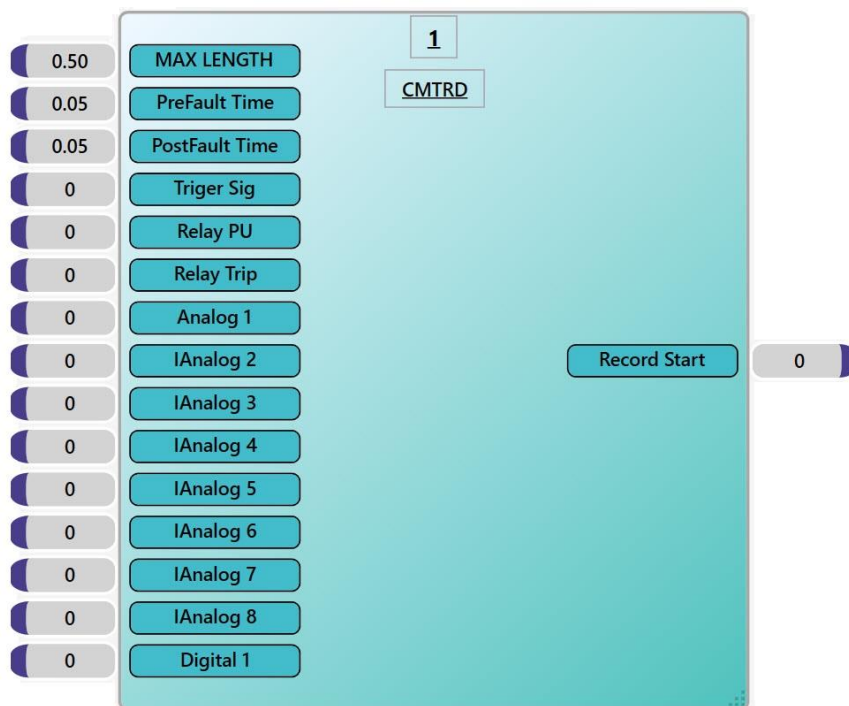 1
CMTRD
0.50 MAX LENGTH
0.05 PreFault Time
0.05 PostFault Time
0 Triger Sig
0 Relay PU
0 Relay Trip
0 Analog 1
0 IAnalog 2 Record Start 0
0 IAnalog 3
0 IAnalog 4
0 IAnalog 5
0 IAnalog 6
0 IAnalog 7
0 IAnalog 8
0 Digital 1